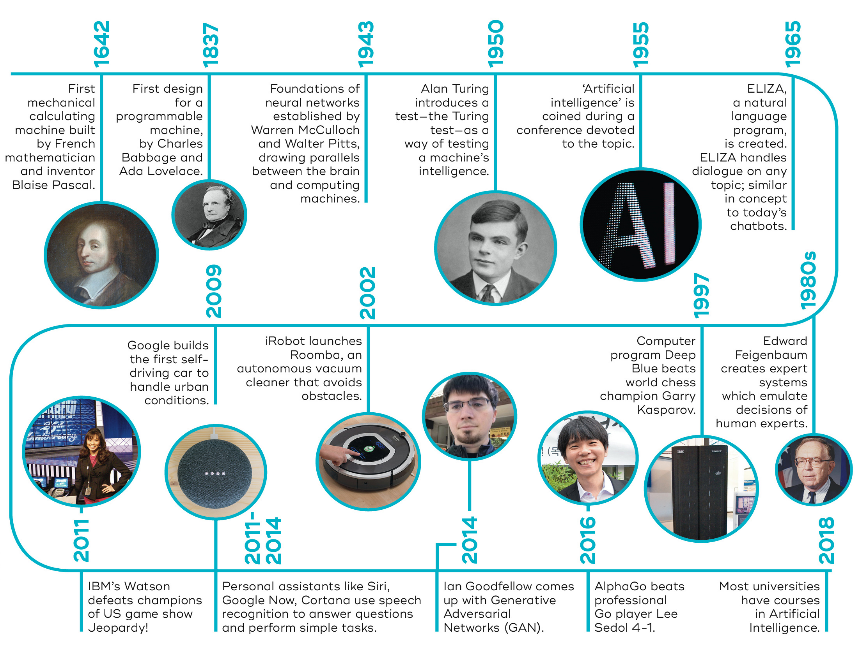 1642
First
mechanical
calculating
machine built
by French
mathematician
and inventor
Blaise Pascal.
1837
First design
for a
programmable
machine,
by Charles
Babbage and
Ada Lovelace.
1943
Foundations of
neural networks
established by
Warren McCulloch
and Walter Pitts,
drawing parallels
between the brain
and computing
machines.
1950
Alan Turing
introduces a
test—the Turing
test—as a
way of testing
a machine's
intelligence.
1955
'Artificial
intelligence' is
coined during a
conference devoted
to the topic.
AI
1965
ELIZA,
a natural
language
program,
is created.
ELIZA handles
dialogue on any
topic; similar
in concept
to today's
chatbots.
1980s
Edward
Feigenbaum
creates expert
systems
which emulate
decisions of
human experts.
1997
Computer
program Deep
Blue beats
world chess
champion Garry
Kasparov.
2002
iRobot launches
Roomba, an
autonomous vacuum
cleaner that avoids
obstacles.
2009
Google builds
the first self-
driving car to
handle urban
conditions.
2011
IBM's Watson
defeats champions
of US game show
Jeopardy!
2011-
2014
Personal assistants like Siri,
Google Now, Cortana use speech
recognition to answer questions
and perform simple tasks.
2014
Ian Goodfellow comes
up with Generative
Adversarial
Networks (GAN).
2016
AlphaGo beats
professional
Go player Lee
Sedol 4–1.
2018
Most universities
have courses
in Artificial
Intelligence.